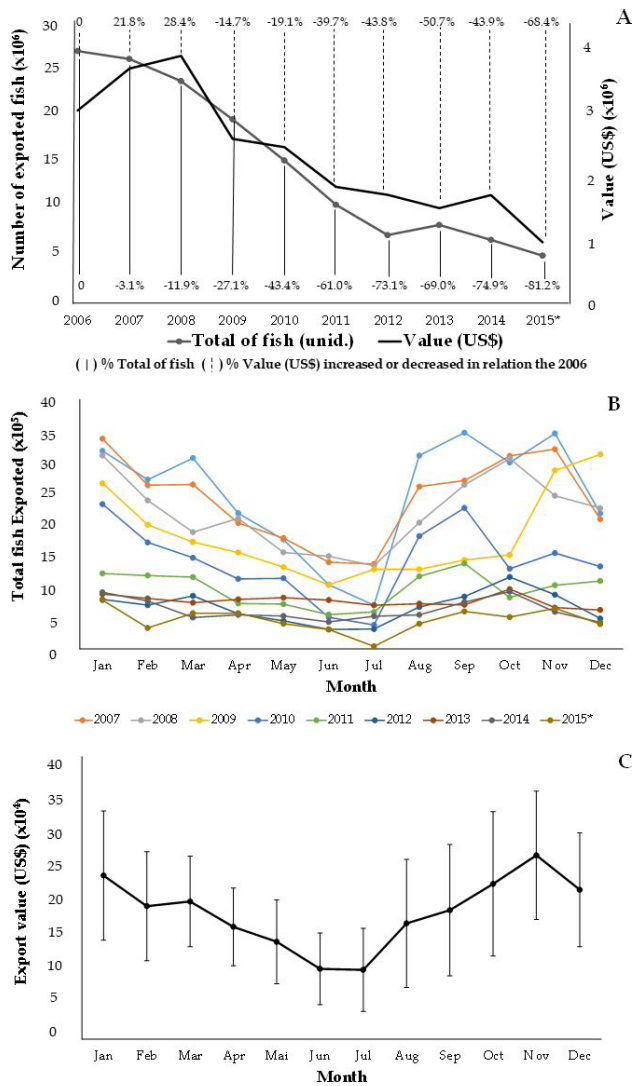 A
30
25
20
15
10
5
0
Number of exported fish (x10⁶)
0 21.8% 28.4% -14.7% -19.1% -39.7% -43.8% -50.7% -43.9% -68.4%
4
3
2
1
0
Value (US$) (x10⁶)
0 -3.1% -11.9% -27.1% -43.4% -61.0% -73.1% -69.0% -74.9% -81.2%
2006 2007 2008 2009 2010 2011 2012 2013 2014 2015*
Total of fish (unid.) Value (US$)
( | ) % Total of fish ( ¦ ) % Value (US$) increased or decreased in relation the 2006
B
40
35
30
25
20
15
10
5
0
Total fish Exported (x10⁵)
Jan Feb Mar Apr May Jun Jul Aug Sep Oct Nov Dec
Month
2007 2008 2009 2010 2011 2012 2013 2014 2015*
C
40
35
30
25
20
15
10
5
0
Export value (US$) (x10⁴)
Jan Feb Mar Apr Mai Jun Jul Aug Sep Oct Nov Dec
Month